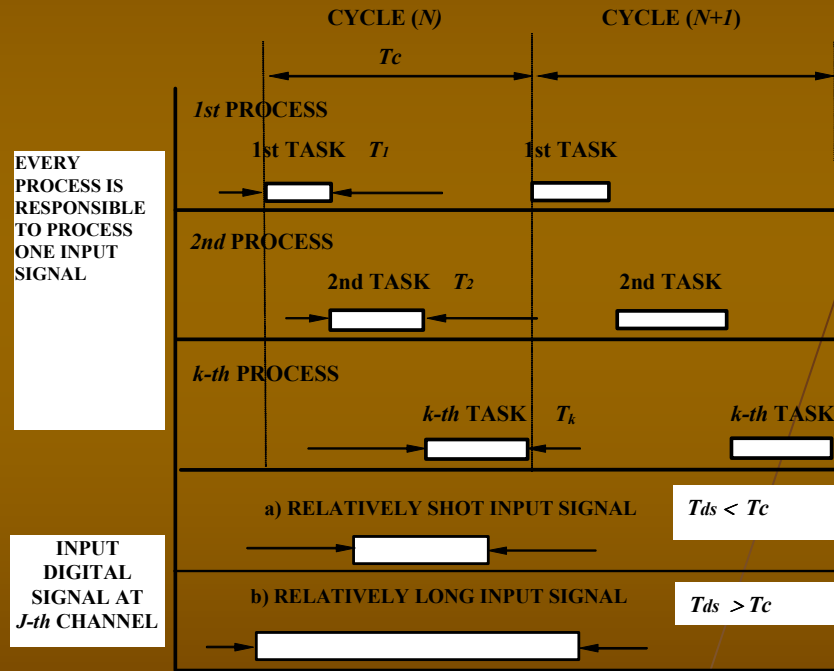 CYCLE (N) CYCLE (N+1)
Tc
1st PROCESS
1st TASK T1 1st TASK
EVERY
PROCESS IS
RESPONSIBLE
TO PROCESS
ONE INPUT
SIGNAL
2nd PROCESS
2nd TASK T2 2nd TASK
k-th PROCESS
k-th TASK Tk k-th TASK
a) RELATIVELY SHOT INPUT SIGNAL Tds < Tc
INPUT
DIGITAL
SIGNAL AT
J-th CHANNEL
b) RELATIVELY LONG INPUT SIGNAL Tds > Tc